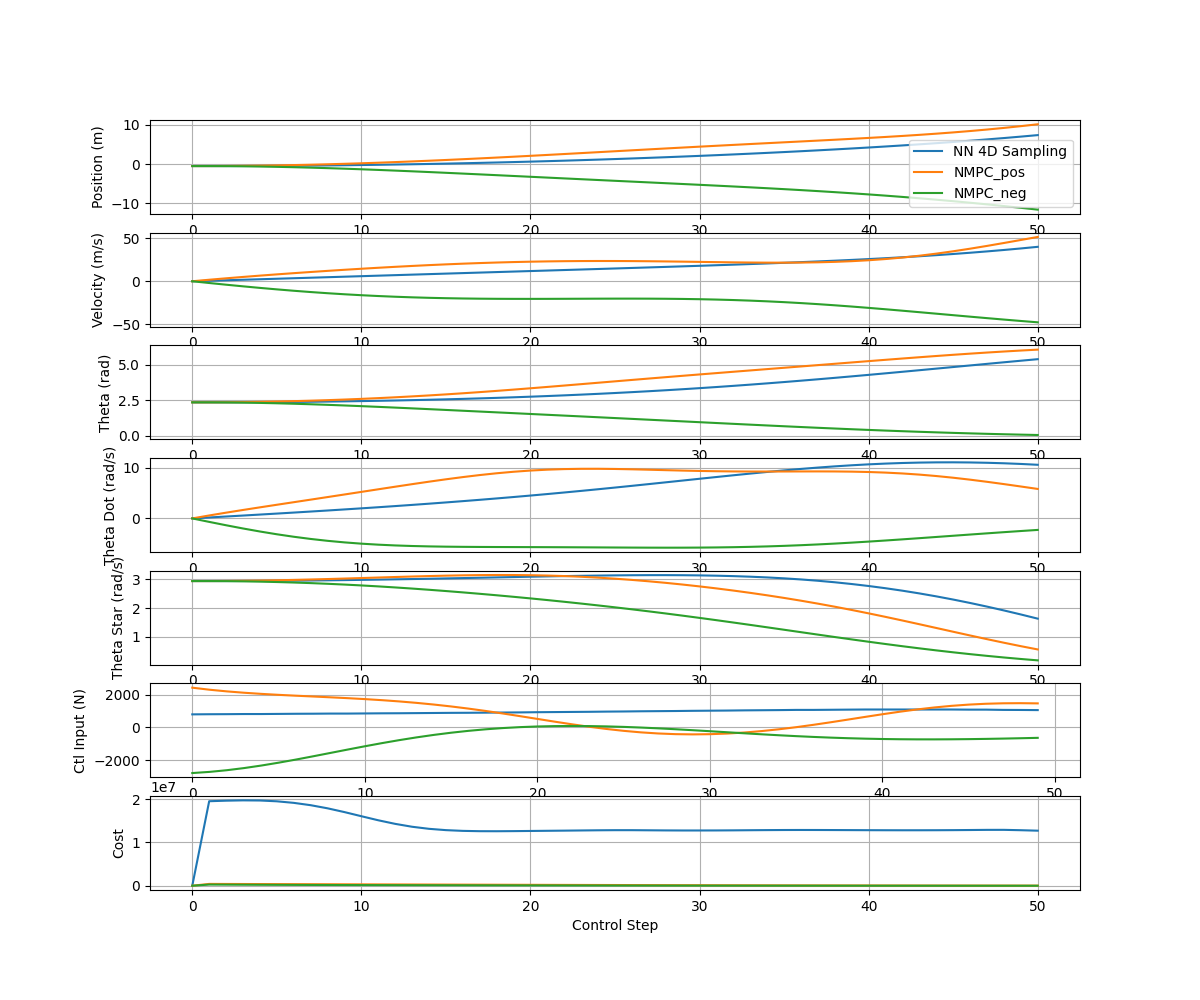 Position (m)
10
0
−10
NN 4D Sampling
NMPC_pos
NMPC_neg
0 10 20 30 40 50
Velocity (m/s)
50
0
−50
0 10 20 30 40 50
Theta (rad)
5.0
2.5
0.0
0 10 20 30 40 50
Theta Dot (rad/s)
10
0
0 10 20 30 40 50
Theta Star (rad/s)
3
2
1
0 10 20 30 40 50
Ctl Input (N)
2000
0
−2000
0 10 20 30 40 50
1e7
Cost
2
1
0
0 10 20 30 40 50
Control Step